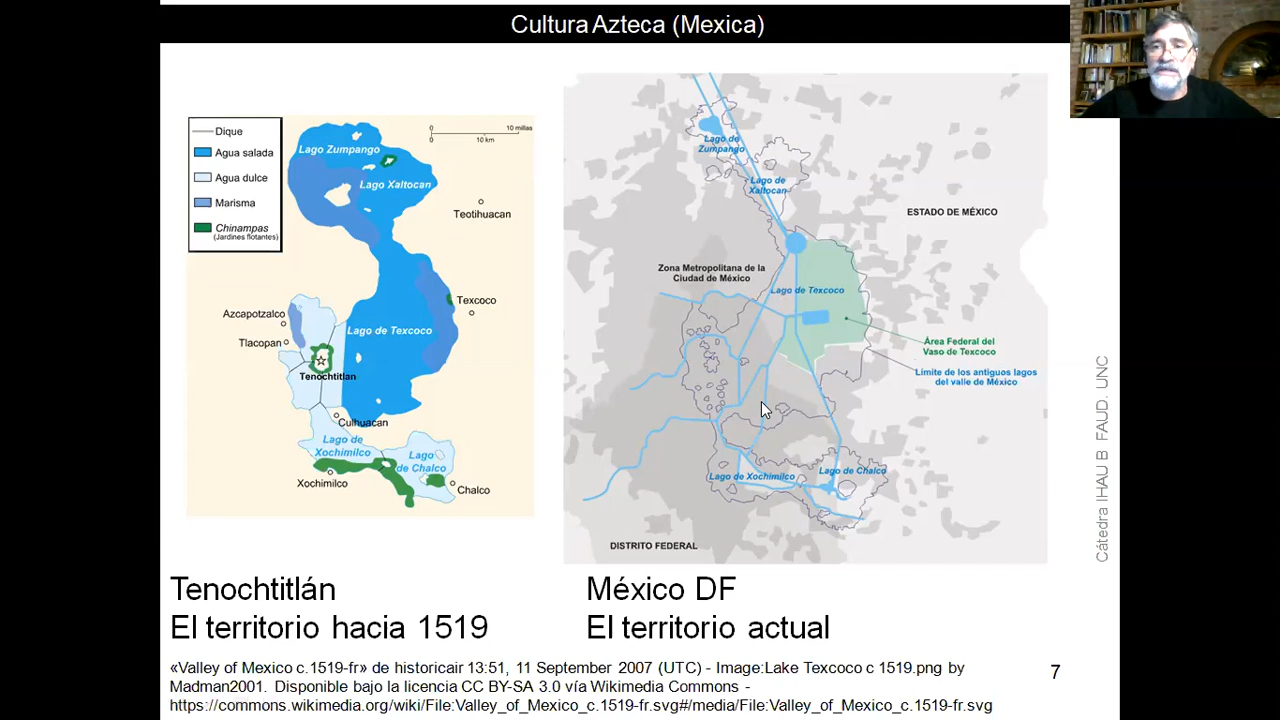 Cultura Azteca (Mexica)
Dique
Agua salada
Agua dulce
Marisma
Chinampas
(Jardines flotantes)
0
10 millas
0
10 km
Lago Zumpango
Lago Xaltocan
Teotihuacan
Texcoco
Azcapotzalco
Tlacopan
Lago de Texcoco
Tenochtitlan
Culhuacan
Lago de
Xochimilco
Lago
de Chalco
Xochimilco
Chalco
Lago de
Zumpango
Lago de
Xaltocan
ESTADO DE MÉXICO
Zona Metropolitana de la
Ciudad de México
Lago de Texcoco
Área Federal del
Vaso de Texcoco
Límite de los antiguos lagos
del valle de México
Lago de Xochimilco
Lago de Chalco
DISTRITO FEDERAL
Cátedra IHAU B FAUD. UNC
Tenochtitlán
El territorio hacia 1519
México DF
El territorio actual
«Valley of Mexico c.1519-fr» de historicair 13:51, 11 September 2007 (UTC) - Image:Lake Texcoco c 1519.png by
Madman2001. Disponible bajo la licencia CC BY-SA 3.0 vía Wikimedia Commons -
https://commons.wikimedia.org/wiki/File:Valley_of_Mexico_c.1519-fr.svg#/media/File:Valley_of_Mexico_c.1519-fr.svg
7